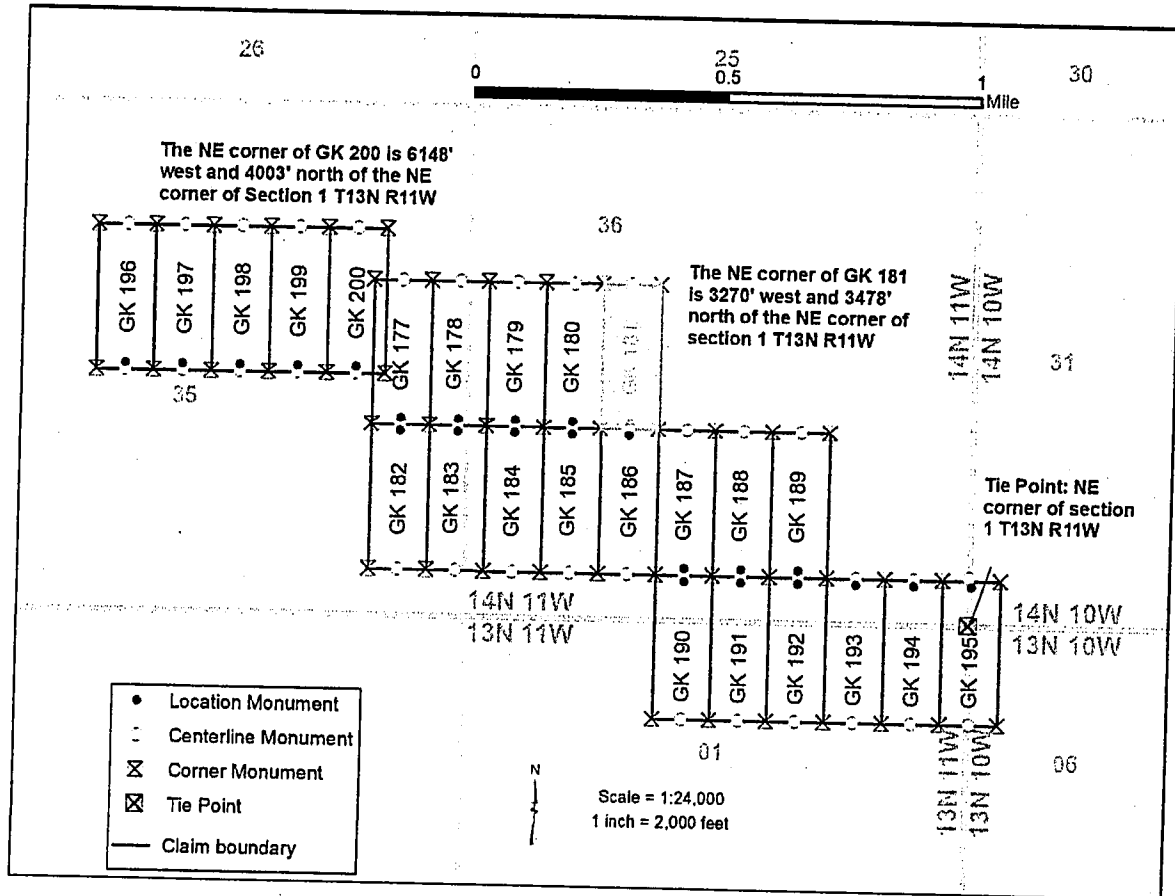 26
25
30
0
0.5
1
Mile
The NE corner of GK 200 is 6148'
west and 4003' north of the NE
corner of Section 1 T13N R11W
36
The NE corner of GK 181
is 3270' west and 3478'
north of the NE corner of
section 1 T13N R11W
14N 11W
14N 10W
31
GK 196
GK 197
GK 198
GK 199
GK 200
GK 177
GK 178
GK 179
GK 180
GK 181
35
GK 182
GK 183
GK 184
GK 185
GK 186
GK 187
GK 188
GK 189
Tie Point: NE
corner of section
1 T13N R11W
14N 11W
13N 11W
14N 10W
13N 10W
GK 190
GK 191
GK 192
GK 193
GK 194
GK 195
01
06
13N 11W
13N 10W
Location Monument
Centerline Monument
Corner Monument
Tie Point
Claim boundary
N
Scale = 1:24,000
1 inch = 2,000 feet